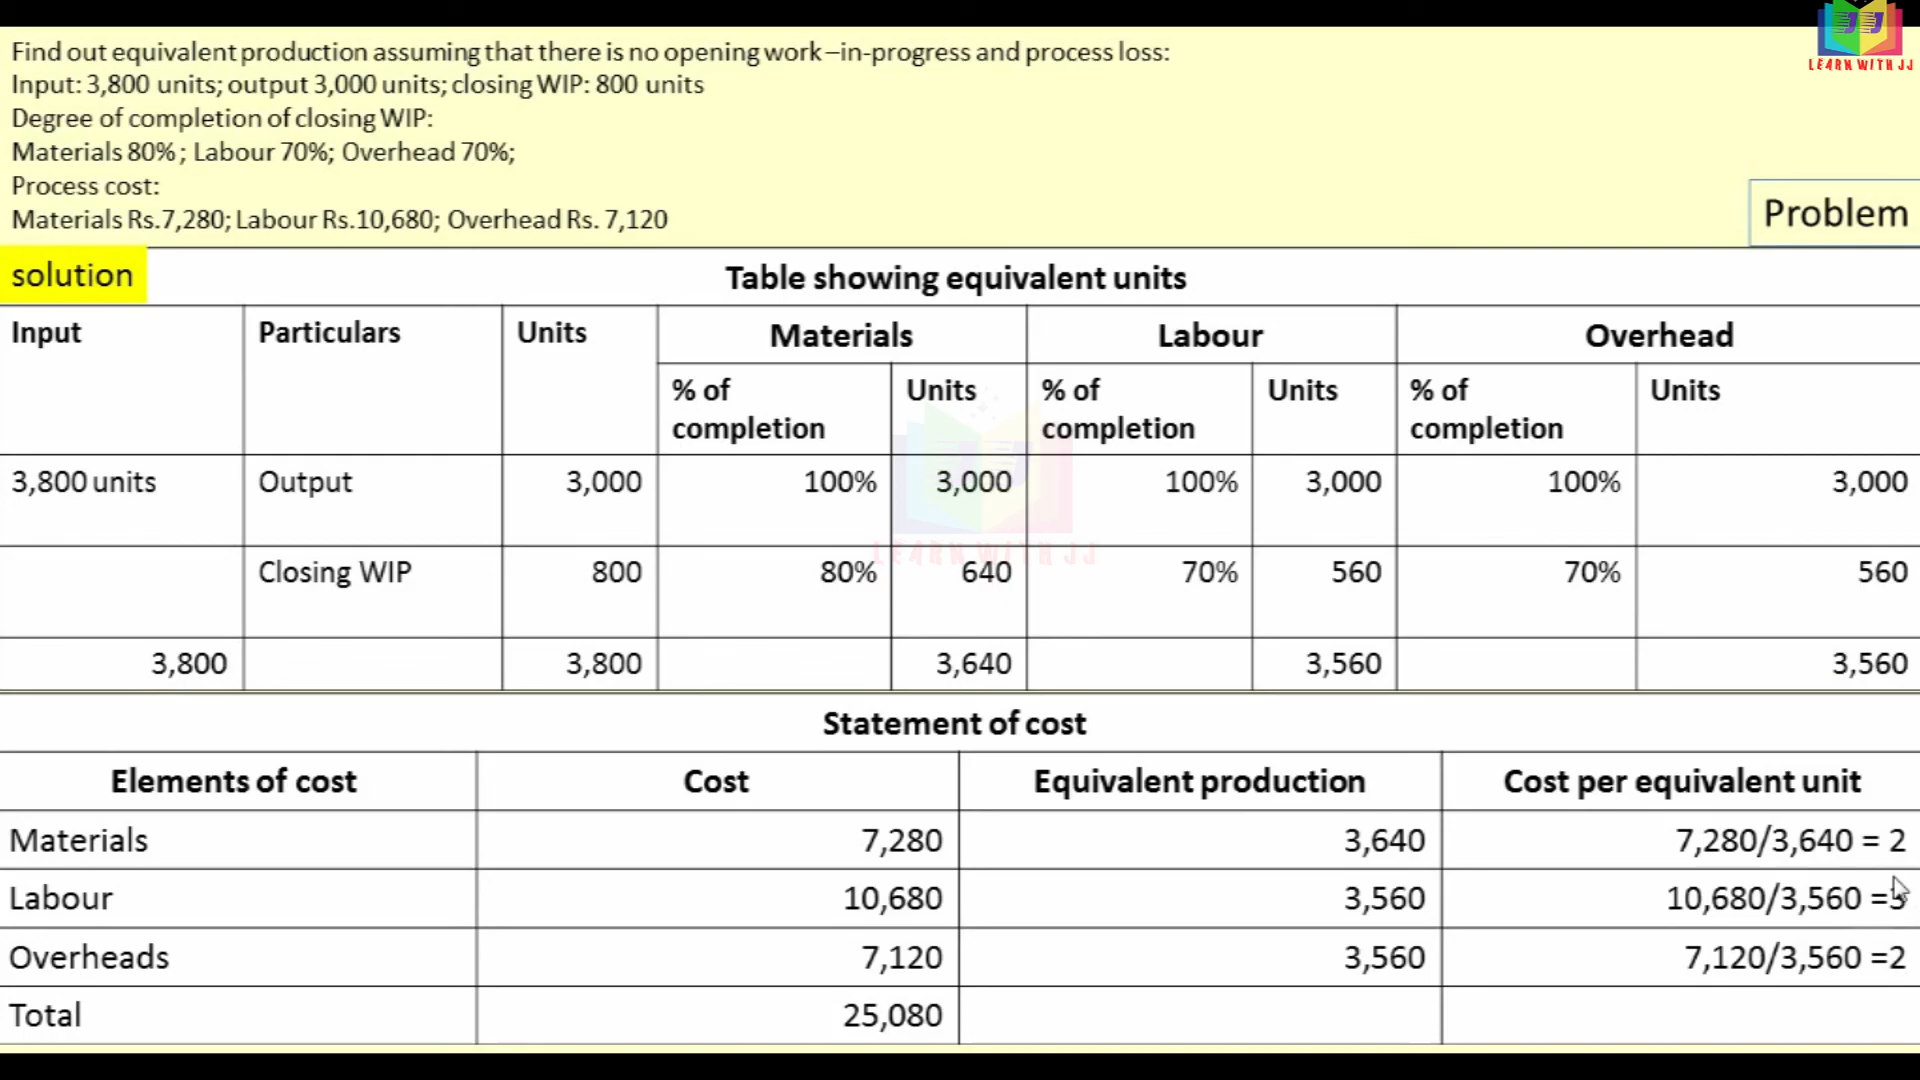 LEARN WITH JJ
Find out equivalent production assuming that there is no opening work –in-progress and process loss:
Input: 3,800 units; output 3,000 units; closing WIP: 800 units
Degree of completion of closing WIP:
Materials 80% ; Labour 70%; Overhead 70%;
Process cost:
Materials Rs.7,280; Labour Rs.10,680; Overhead Rs. 7,120
Problem
solution
Table showing equivalent units
Input Particulars Units Materials Labour Overhead
% of completion Units % of completion Units % of completion Units
3,800 units Output 3,000 100% 3,000 100% 3,000 100% 3,000
LEARN WITH JJ
Closing WIP 800 80% 640 70% 560 70% 560
3,800 3,800 3,640 3,560 3,560
Statement of cost
Elements of cost Cost Equivalent production Cost per equivalent unit
Materials 7,280 3,640 7,280/3,640 = 2
Labour 10,680 3,560 10,680/3,560 =3
Overheads 7,120 3,560 7,120/3,560 =2
Total 25,080